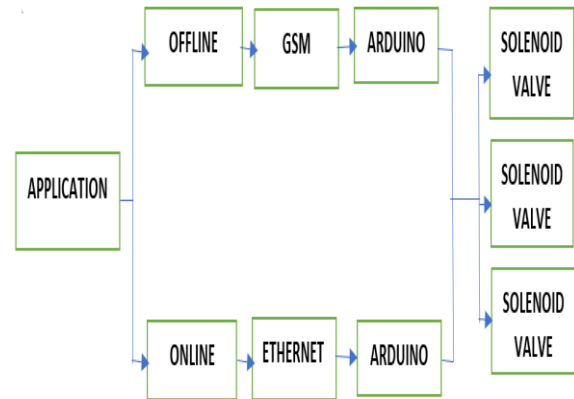 OFFLINE
GSM
ARDUINO
SOLENOID
VALVE
APPLICATION
SOLENOID
VALVE
ONLINE
ETHERNET
ARDUINO
SOLENOID
VALVE